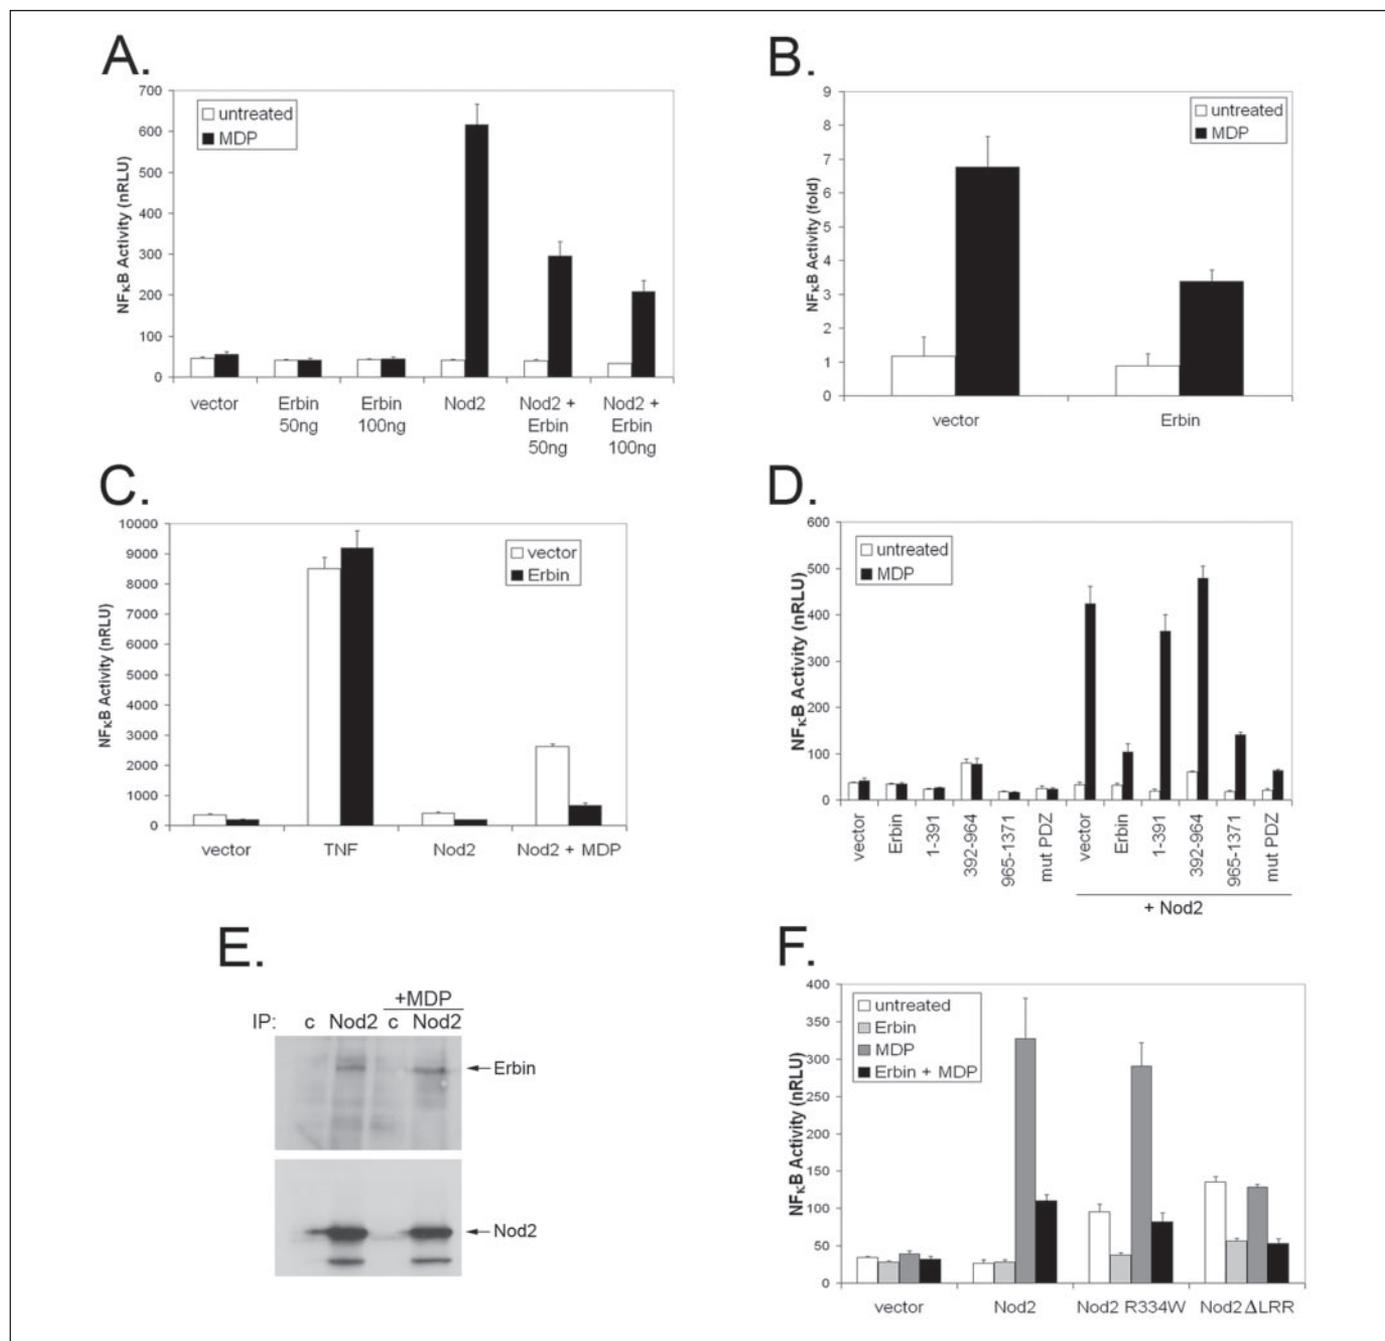 A.
NFκB Activity (nRLU)
700
600
500
400
300
200
100
0
untreated
MDP
vector
Erbin 50ng
Erbin 100ng
Nod2
Nod2 + Erbin 50ng
Nod2 + Erbin 100ng
B.
NFκB Activity (fold)
9
8
7
6
5
4
3
2
1
0
untreated
MDP
vector
Erbin
C.
NFκB Activity (nRLU)
10000
9000
8000
7000
6000
5000
4000
3000
2000
1000
0
vector
Erbin
vector
TNF
Nod2
Nod2 + MDP
D.
NFκB Activity (nRLU)
600
500
400
300
200
100
0
untreated
MDP
vector
Erbin
1-391
392-964
965-1371
mut PDZ
vector
Erbin
1-391
392-964
965-1371
mut PDZ
+ Nod2
E.
+MDP
IP: c Nod2 c Nod2
Erbin
Nod2
F.
NFκB Activity (nRLU)
400
350
300
250
200
150
100
50
0
untreated
Erbin
MDP
Erbin + MDP
vector
Nod2
Nod2 R334W
Nod2 ΔLRR